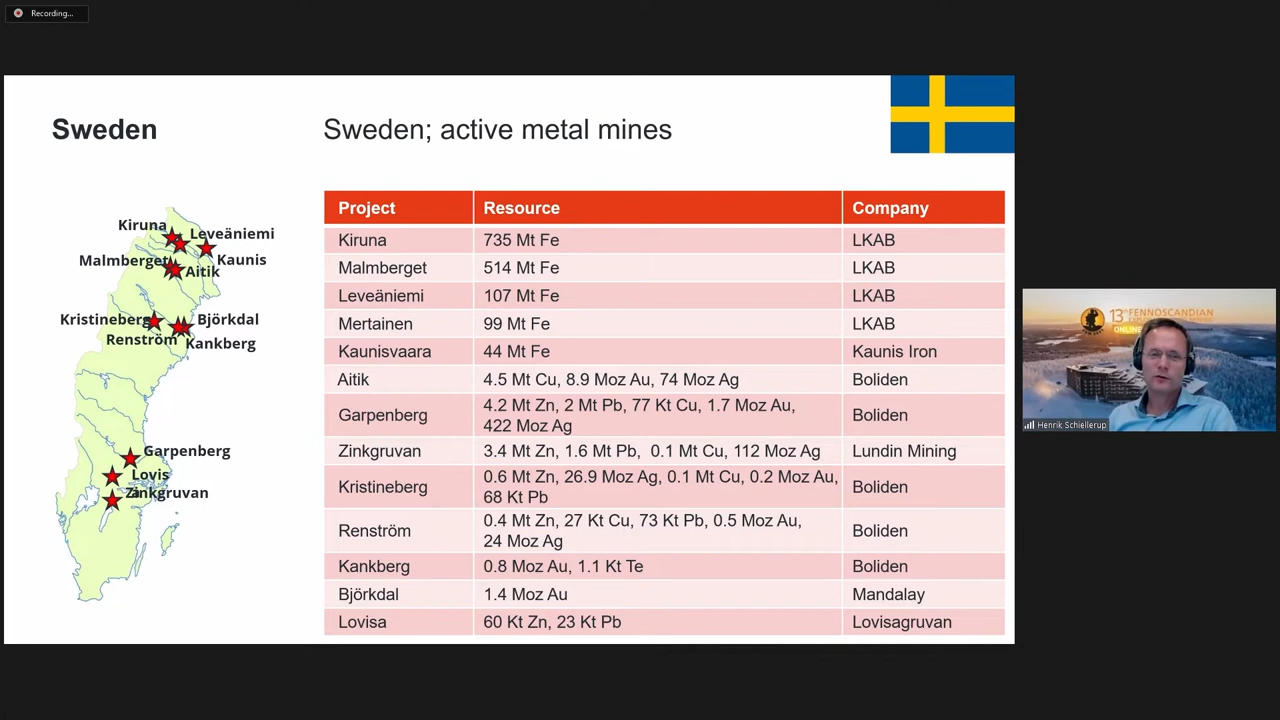 Recording...
Sweden
Sweden; active metal mines
Kiruna
Leveäniemi
Malmberget
Kaunis
Aitik
Kristineberg
Björkdal
Renström
Kankberg
Garpenberg
Lovisa
Zinkgruvan
Project Resource Company
Kiruna 735 Mt Fe LKAB
Malmberget 514 Mt Fe LKAB
Leveäniemi 107 Mt Fe LKAB
Mertainen 99 Mt Fe LKAB
Kaunisvaara 44 Mt Fe Kaunis Iron
Aitik 4.5 Mt Cu, 8.9 Moz Au, 74 Moz Ag Boliden
Garpenberg 4.2 Mt Zn, 2 Mt Pb, 77 Kt Cu, 1.7 Moz Au, Boliden
422 Moz Ag
Zinkgruvan 3.4 Mt Zn, 1.6 Mt Pb, 0.1 Mt Cu, 112 Moz Ag Lundin Mining
Kristineberg 0.6 Mt Zn, 26.9 Moz Ag, 0.1 Mt Cu, 0.2 Moz Au, Boliden
68 Kt Pb
Renström 0.4 Mt Zn, 27 Kt Cu, 73 Kt Pb, 0.5 Moz Au, Boliden
24 Moz Ag
Kankberg 0.8 Moz Au, 1.1 Kt Te Boliden
Björkdal 1.4 Moz Au Mandalay
Lovisa 60 Kt Zn, 23 Kt Pb Lovisagruvan
13th FENNOSCANDIAN
ONLINE
Henrik Schiellerup